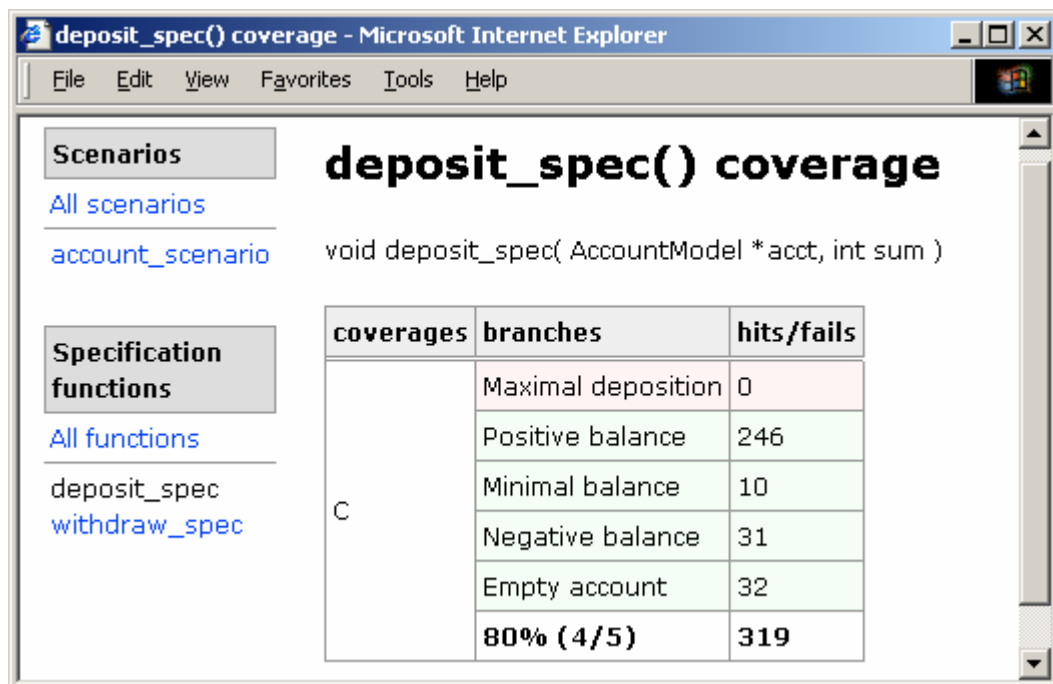 deposit_spec() coverage - Microsoft Internet Explorer
File Edit View Favorites Tools Help
Scenarios
All scenarios
account_scenario
Specification
functions
All functions
deposit_spec
withdraw_spec
deposit_spec() coverage
void deposit_spec( AccountModel *acct, int sum )
coverages branches hits/fails
C
Maximal deposition 0
Positive balance 246
Minimal balance 10
Negative balance 31
Empty account 32
80% (4/5) 319